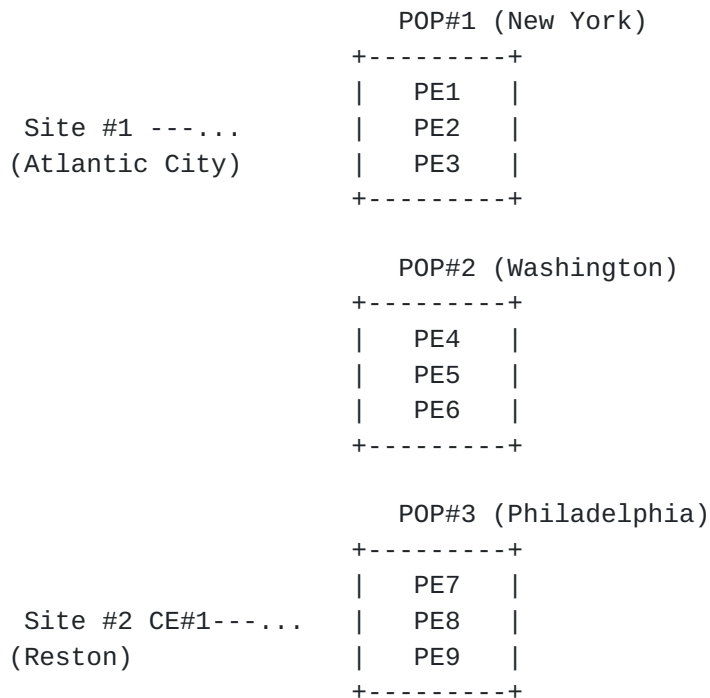 POP#1 (New York)
                      +---------+
                      |   PE1   |
 Site #1 ---...       |   PE2   |
(Atlantic City)       |   PE3   |
                      +---------+

                         POP#2 (Washington)
                      +---------+
                      |   PE4   |
                      |   PE5   |
                      |   PE6   |
                      +---------+

                         POP#3 (Philadelphia)
                      +---------+
                      |   PE7   |
 Site #2 CE#1---...   |   PE8   |
(Reston)              |   PE9   |
                      +---------+